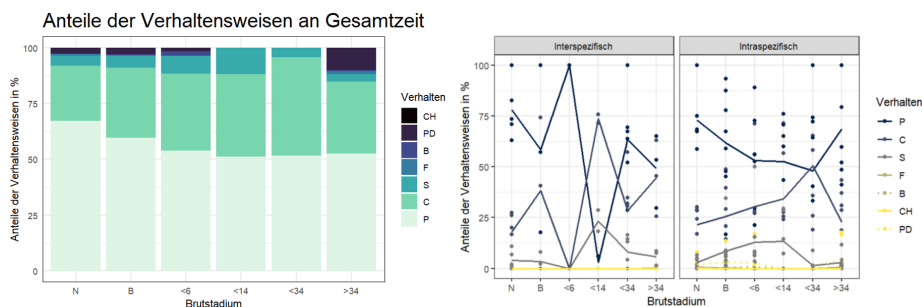 Anteile der Verhaltensweisen an Gesamtzeit
Anteile der Verhaltensweisen in %
100
75
50
25
0
N B <6 <14 <34 >34
Brutstadium
Verhalten
CH
PD
B
F
S
C
P
Interspezifisch Intraspezifisch
Anteile der Verhaltensweisen in %
100
75
50
25
0
N B <6 <14 <34 >34 N B <6 <14 <34 >34
Brutstadium
Verhalten
P
C
S
F
B
CH
PD